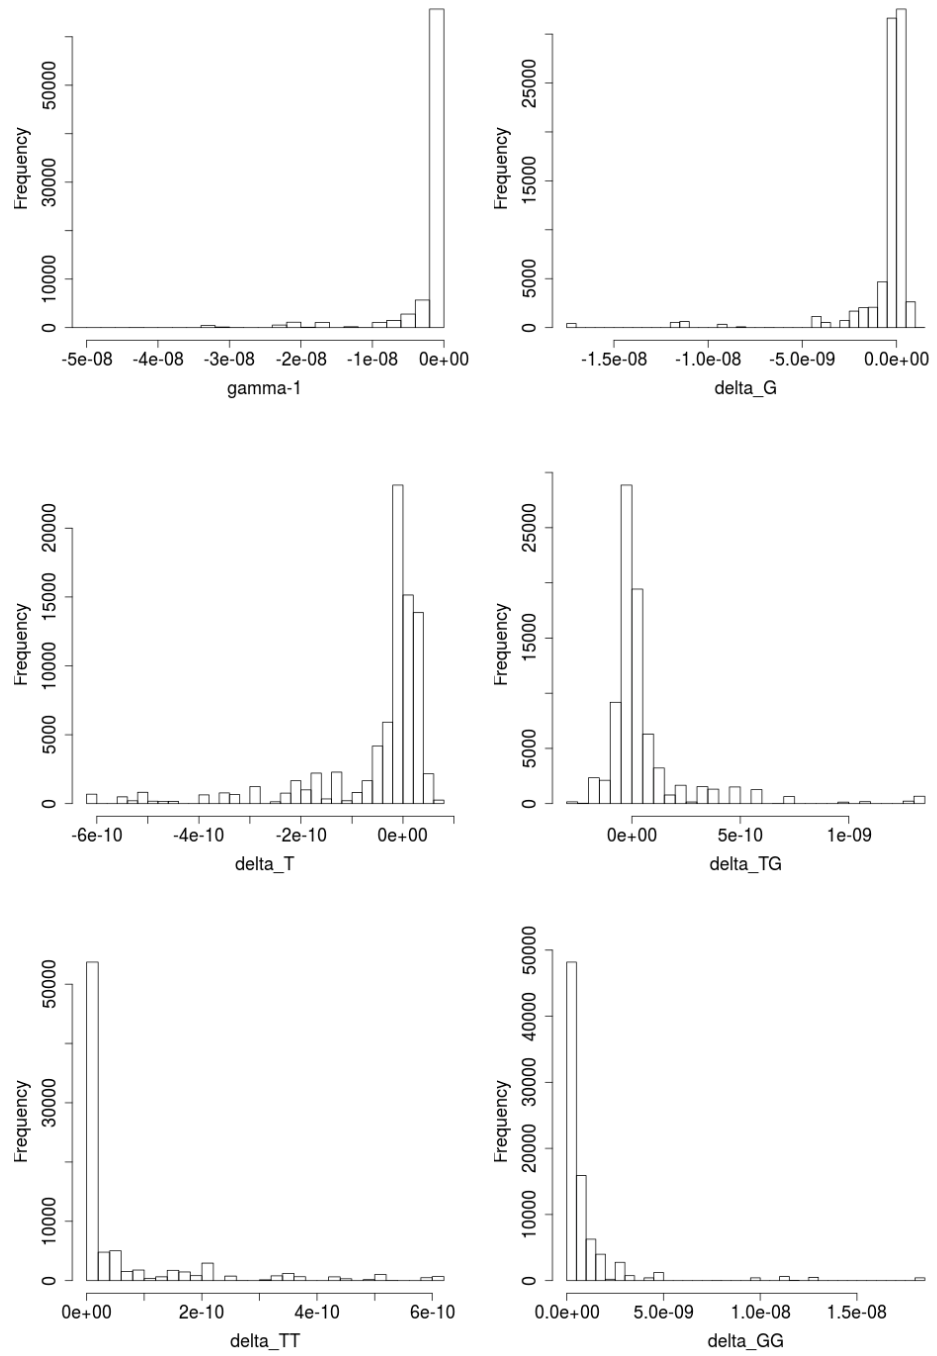 Frequency
0 10000 30000 50000
-5e-08 -4e-08 -3e-08 -2e-08 -1e-08 0e+00
gamma-1
Frequency
0 5000 15000 25000
-1.5e-08 -1.0e-08 -5.0e-09 0.0e+00
delta_G
Frequency
0 5000 10000 15000 20000
-6e-10 -4e-10 -2e-10 0e+00
delta_T
Frequency
0 5000 15000 25000
0e+00 5e-10 1e-09
delta_TG
Frequency
0 10000 30000 50000
0e+00 2e-10 4e-10 6e-10
delta_TT
Frequency
0 10000 20000 30000 40000 50000
0.0e+00 5.0e-09 1.0e-08 1.5e-08
delta_GG